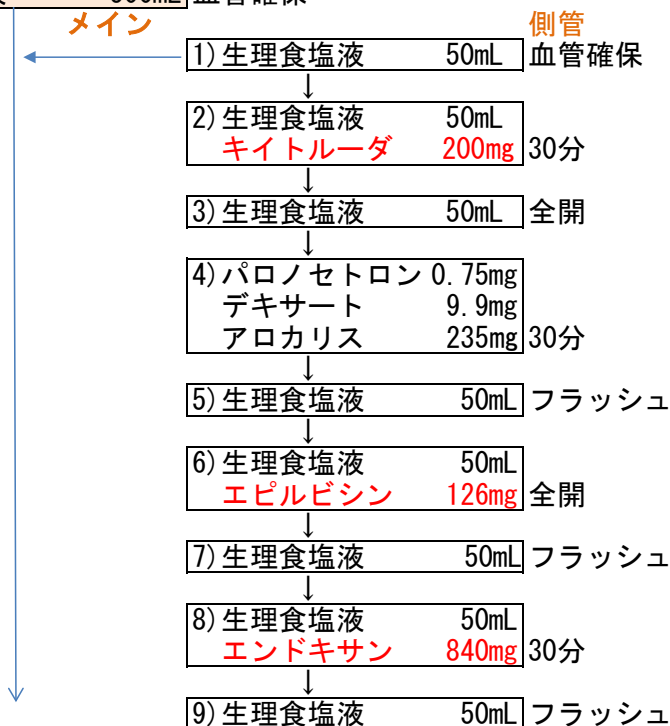 メイン 側管
1)生理食塩液 50mL 血管確保
↓
2)生理食塩液 50mL
キイトルーダ 200mg 30分
↓
3)生理食塩液 50mL 全開
↓
4)パロノセトロン 0.75mg
デキサート 9.9mg
アロカリス 235mg 30分
↓
5)生理食塩液 50mL フラッシュ
↓
6)生理食塩液 50mL
エピルビシン 126mg 全開
↓
7)生理食塩液 50mL フラッシュ
↓
8)生理食塩液 50mL
エンドキサン 840mg 30分
↓
9)生理食塩液 50mL フラッシュ